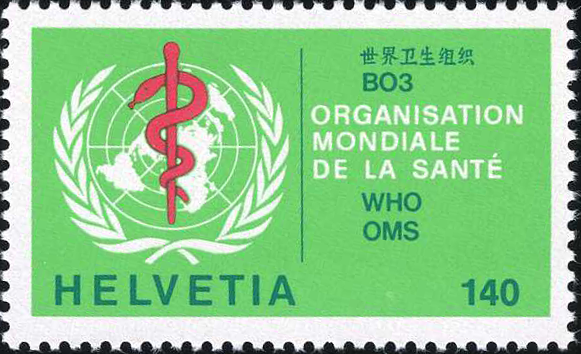 世界卫生组织
ВОЗ
ORGANISATION
MONDIALE
DE LA SANTÉ
WHO
OMS
HELVETIA
140